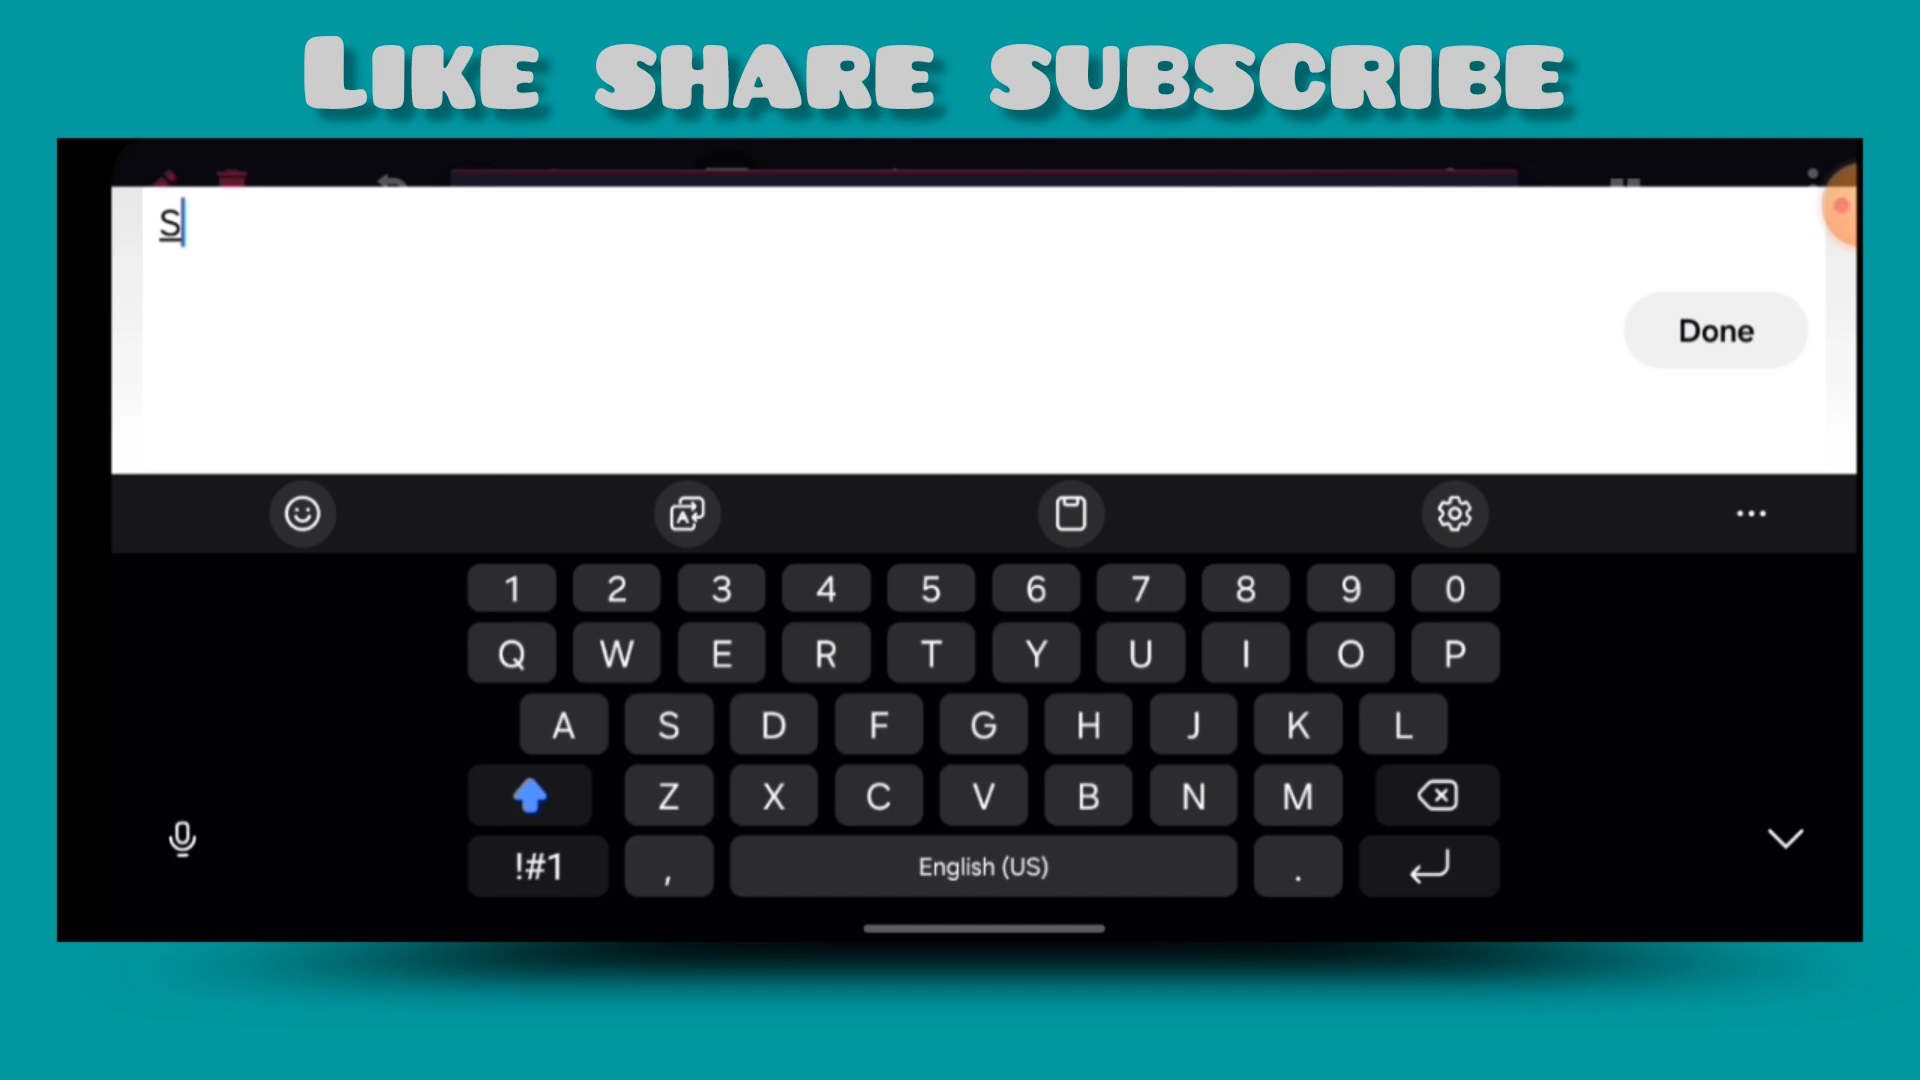 LIKE SHARE SUBSCRIBE
S
Done
1 2 3 4 5 6 7 8 9 0
Q W E R T Y U I O P
A S D F G H J K L
Z X C V B N M
!#1 , English (US) .